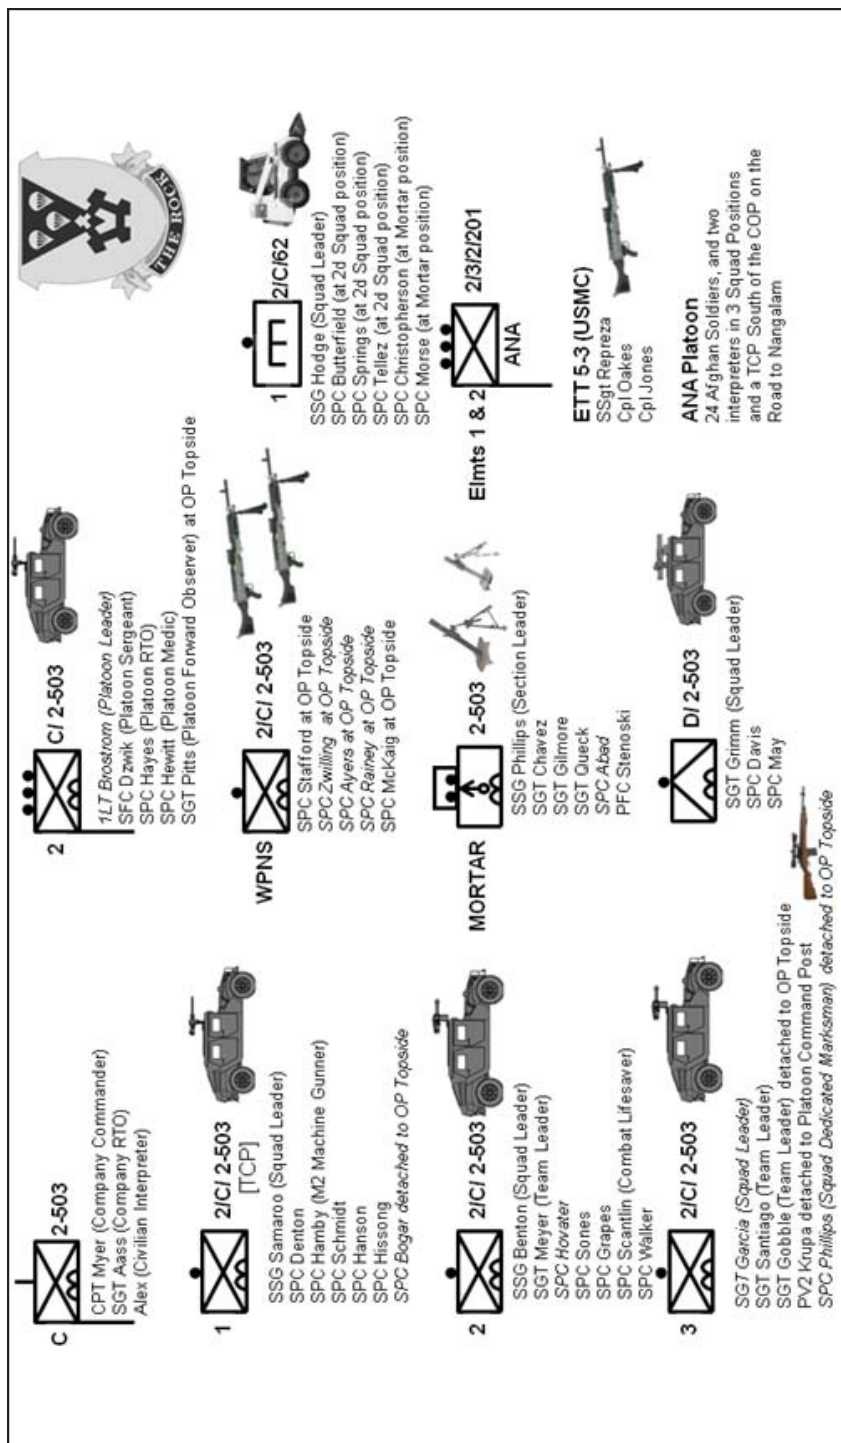 C 2-503
CPT Myer (Company Commander)
SGT Aass (Company RTO)
Alex (Civilian Interpreter)
2 C/ 2-503
1LT Brostrom (Platoon Leader)
SFC Dzwik (Platoon Sergeant)
SPC Hayes (Platoon RTO)
SPC Hewitt (Platoon Medic)
SGT Pitts (Platoon Forward Observer) at OP Topside
THE ROCK
1 2/C/ 2-503
[TCP]
SSG Samaroo (Squad Leader)
SPC Denton
SPC Hamby (M2 Machine Gunner)
SPC Schmidt
SPC Hanson
SPC Hissong
SPC Bogar detached to OP Topside
WPNS 2/C/ 2-503
SPC Stafford at OP Topside
SPC Zwilling at OP Topside
SPC Ayers at OP Topside
SPC Rainey at OP Topside
SPC McKaig at OP Topside
1 2/C/62
SSG Hodge (Squad Leader)
SPC Butterfield (at 2d Squad position)
SPC Springs (at 2d Squad position)
SPC Tellez (at 2d Squad position)
SPC Christopherson (at Mortar position)
SPC Morse (at Mortar position)
2 2/C/ 2-503
SSG Benton (Squad Leader)
SGT Meyer (Team Leader)
SPC Hovater
SPC Sones
SPC Grapes
SPC Scantlin (Combat Lifesaver)
SPC Walker
MORTAR 2-503
SSG Phillips (Section Leader)
SGT Chavez
SGT Gilmore
SGT Queck
SPC Abad
PFC Stenoski
Elmts 1 & 2 2/3/2/201
ANA
ETT 5-3 (USMC)
SSgt Repreza
Cpl Oakes
Cpl Jones
ANA Platoon
24 Afghan Soldiers, and two
interpreters in 3 Squad Positions
and a TCP South of the COP on the
Road to Nangalam
3 2/C/ 2-503
SGT Garcia (Squad Leader)
SGT Santiago (Team Leader)
SGT Gobble (Team Leader) detached to OP Topside
PV2 Krupa detached to Platoon Command Post
SPC Phillips (Squad Dedicated Marksman) detached to OP Topside
D/ 2-503
SGT Grimm (Squad Leader)
SPC Davis
SPC May